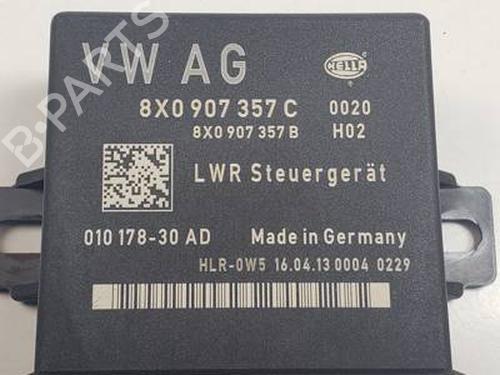 VW AG
HELLA
8X0 907 357 C 0020
8X0 907 357 B H02
LWR Steuergerät
010 178-30 AD Made in Germany
HLR-0W5 16.04.13 0004 0229
B-PARTS